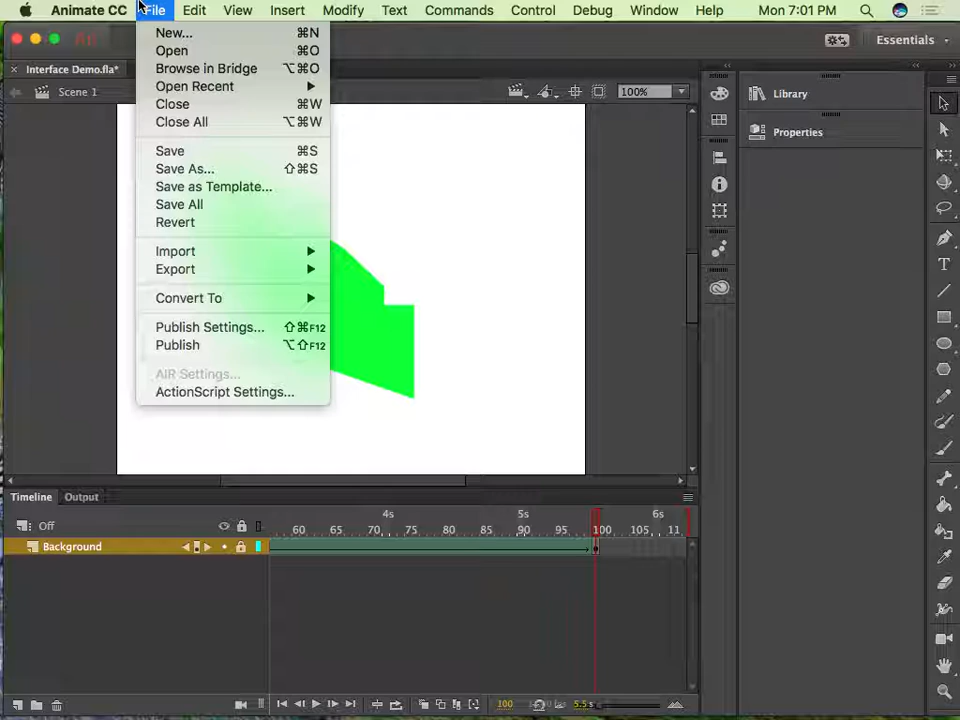 Animate CC File Edit View Insert Modify Text Commands Control Debug Window Help Mon 7:01 PM
Essentials
× Interface Demo.fla*
Scene 1
100%
New... ⌘N
Open ⌘O
Browse in Bridge ⌥⌘O
Open Recent
Close ⌘W
Close All ⌥⌘W
Save ⌘S
Save As... ⇧⌘S
Save as Template...
Save All
Revert
Import
Export
Convert To
Publish Settings... ⇧⌘F12
Publish ⌥⇧F12
AIR Settings...
ActionScript Settings...
Library
Properties
Timeline Output
Off
4s 5s 6s
60 65 70 75 80 85 90 95 100 105 11
Background
100 5.5s